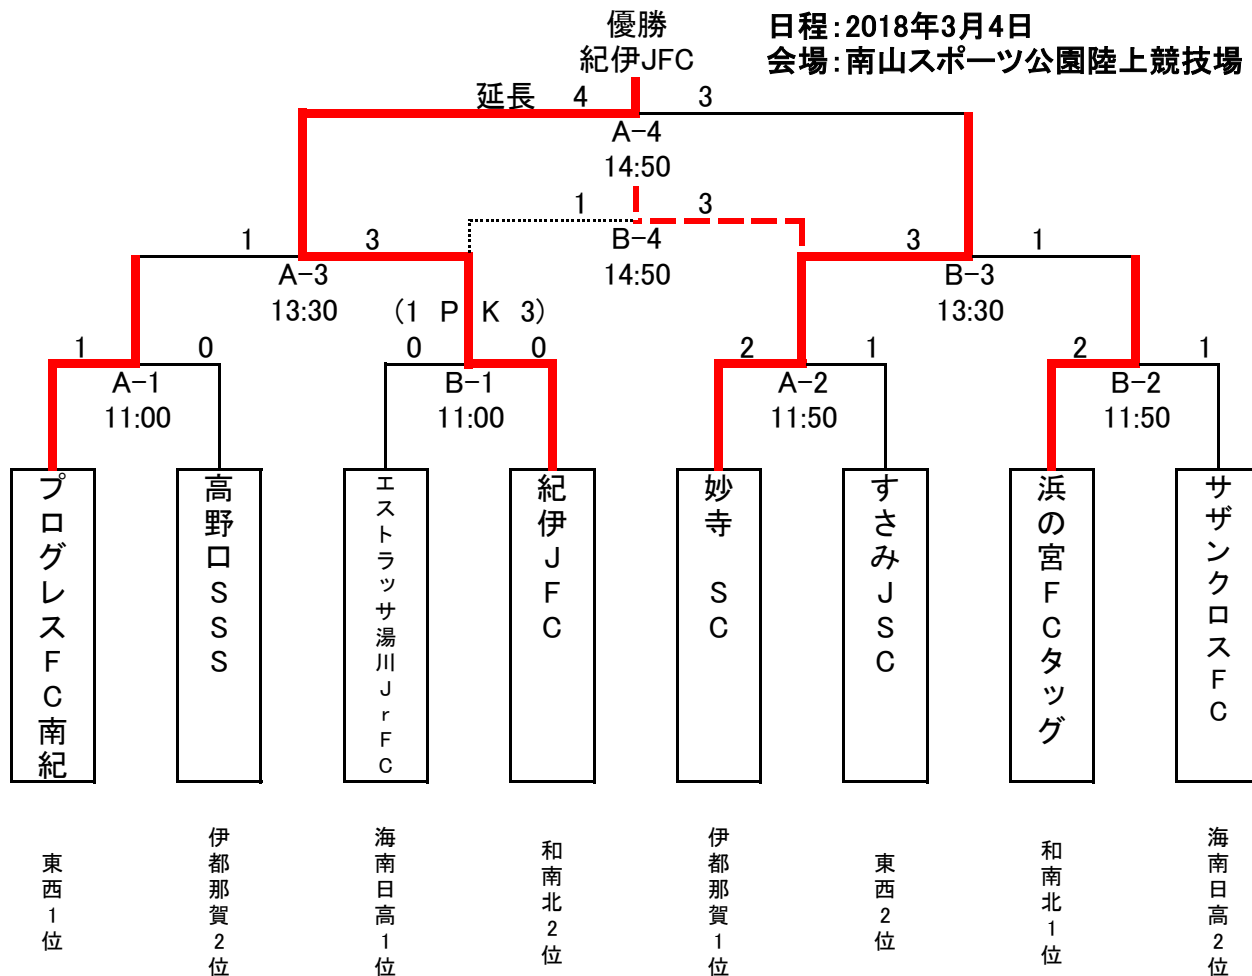 優勝
紀伊JFC
日程:2018年3月4日
会場:南山スポーツ公園陸上競技場
延長 4 3
A-4
14:50
1 3
B-4
14:50
1 3
A-3
13:30
3 1
B-3
13:30
(1 P K 3)
1 0
A-1
11:00
0 0
B-1
11:00
2 1
A-2
11:50
2 1
B-2
11:50
プログレスFC南紀
高野口SSS
エストラッサ湯川JrFC
紀伊JFC
妙寺 SC
すさみJSC
浜の宮FCタッグ
サザンクロスFC
東西1位
伊都那賀2位
海南日高1位
和南北2位
伊都那賀1位
東西2位
和南北1位
海南日高2位